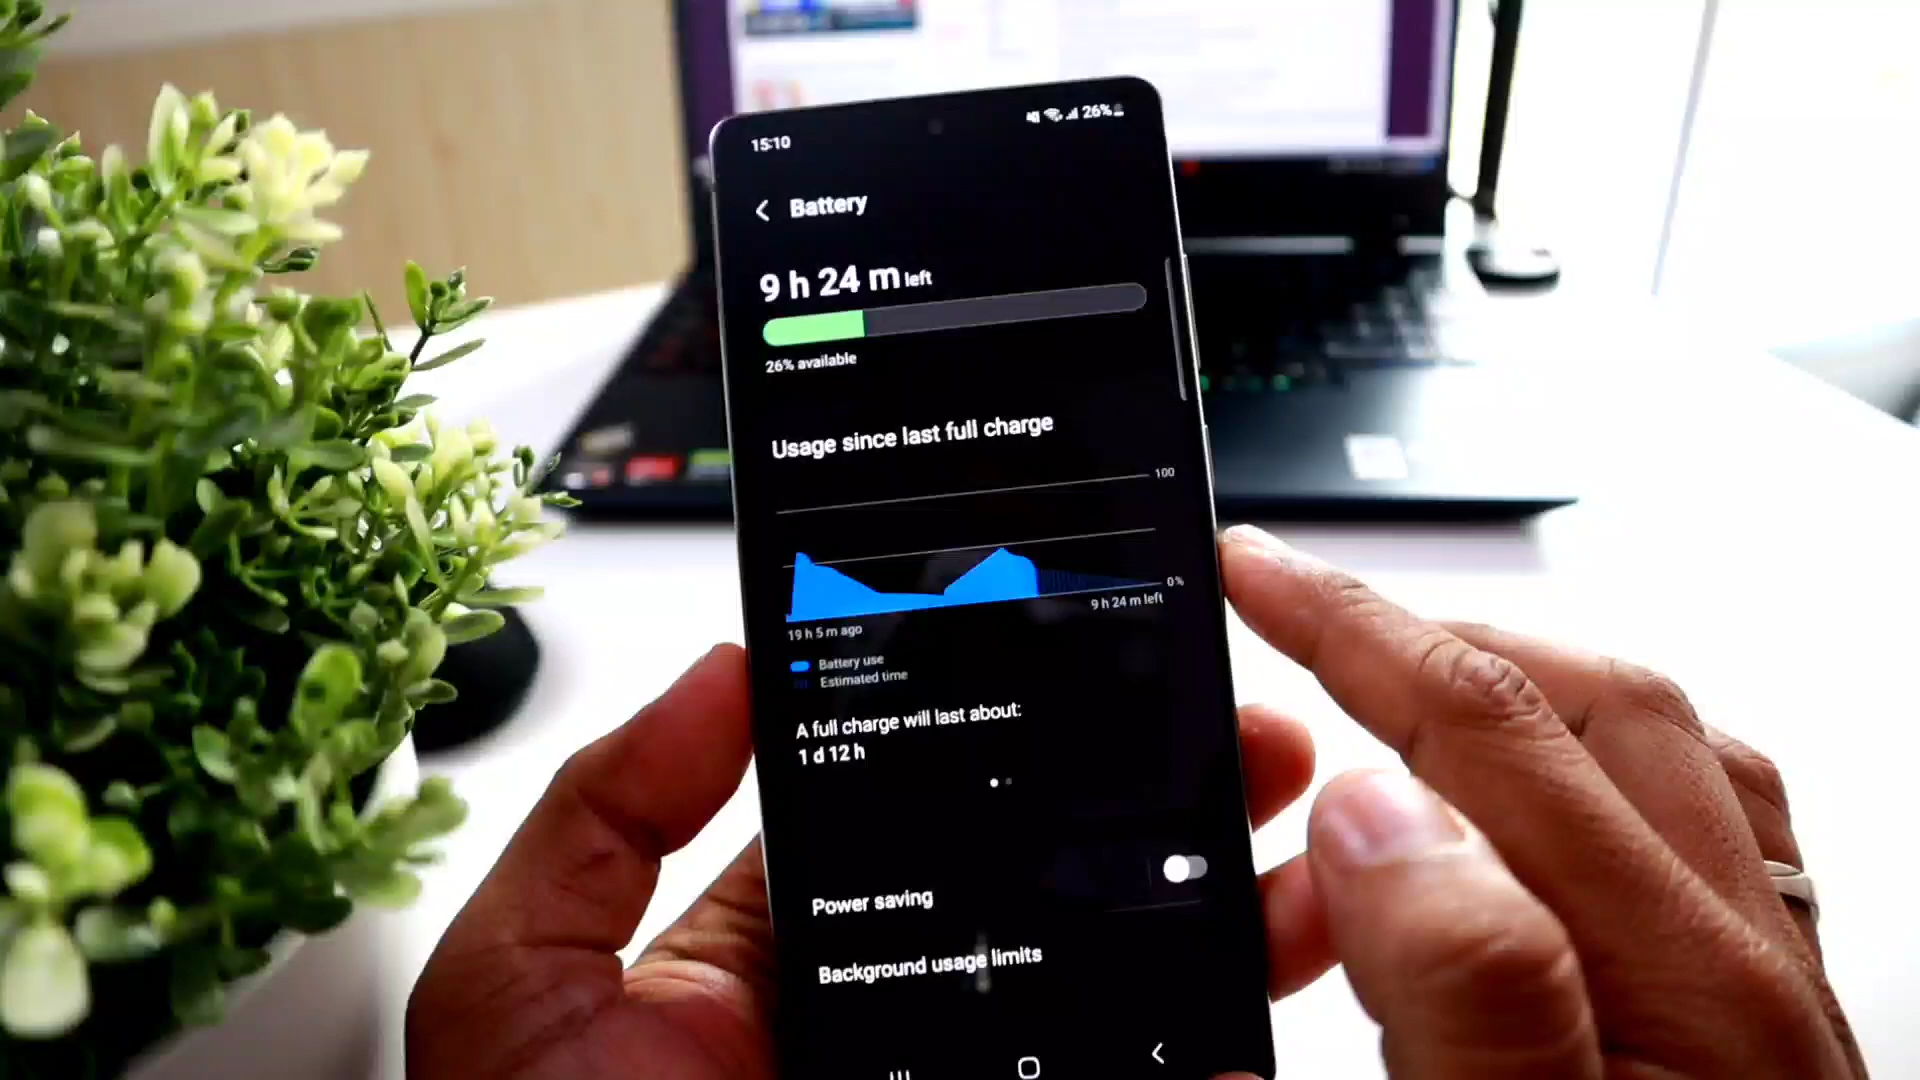 15:10
26%
Battery
9 h 24 m left
26% available
Usage since last full charge
100
0%
9 h 24 m left
19 h 5 m ago
Battery use
Estimated time
A full charge will last about:
1 d 12 h
Power saving
Background usage limits